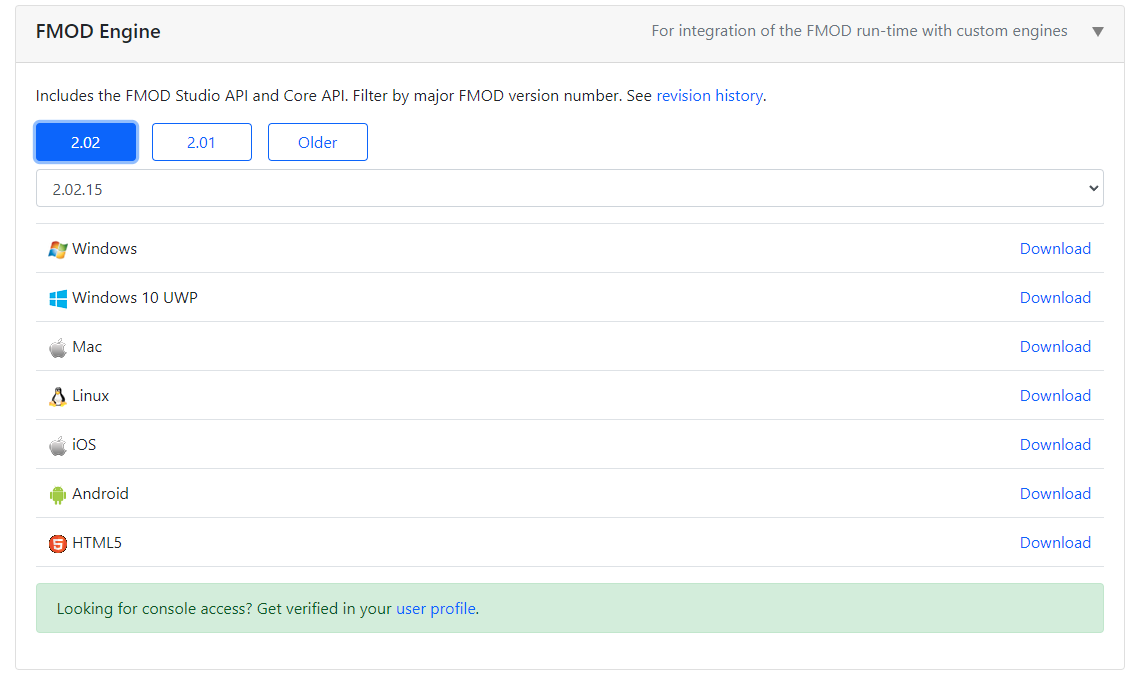 FMOD Engine
For integration of the FMOD run-time with custom engines ▼
Includes the FMOD Studio API and Core API. Filter by major FMOD version number. See revision history.
2.02 2.01 Older
2.02.15
Windows Download
Windows 10 UWP Download
Mac Download
Linux Download
iOS Download
Android Download
HTML5 Download
Looking for console access? Get verified in your user profile.